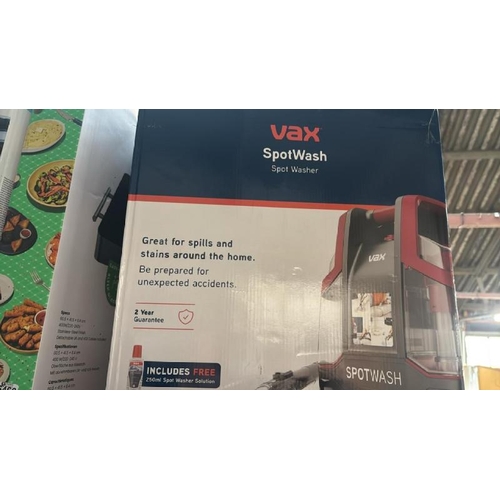 vax
SpotWash
Spot Washer
Great for spills and
stains around the home.
Be prepared for
unexpected accidents.
2 Year
Guarantee
INCLUDES FREE
250ml Spot Washer Solution
vax
SPOTWASH